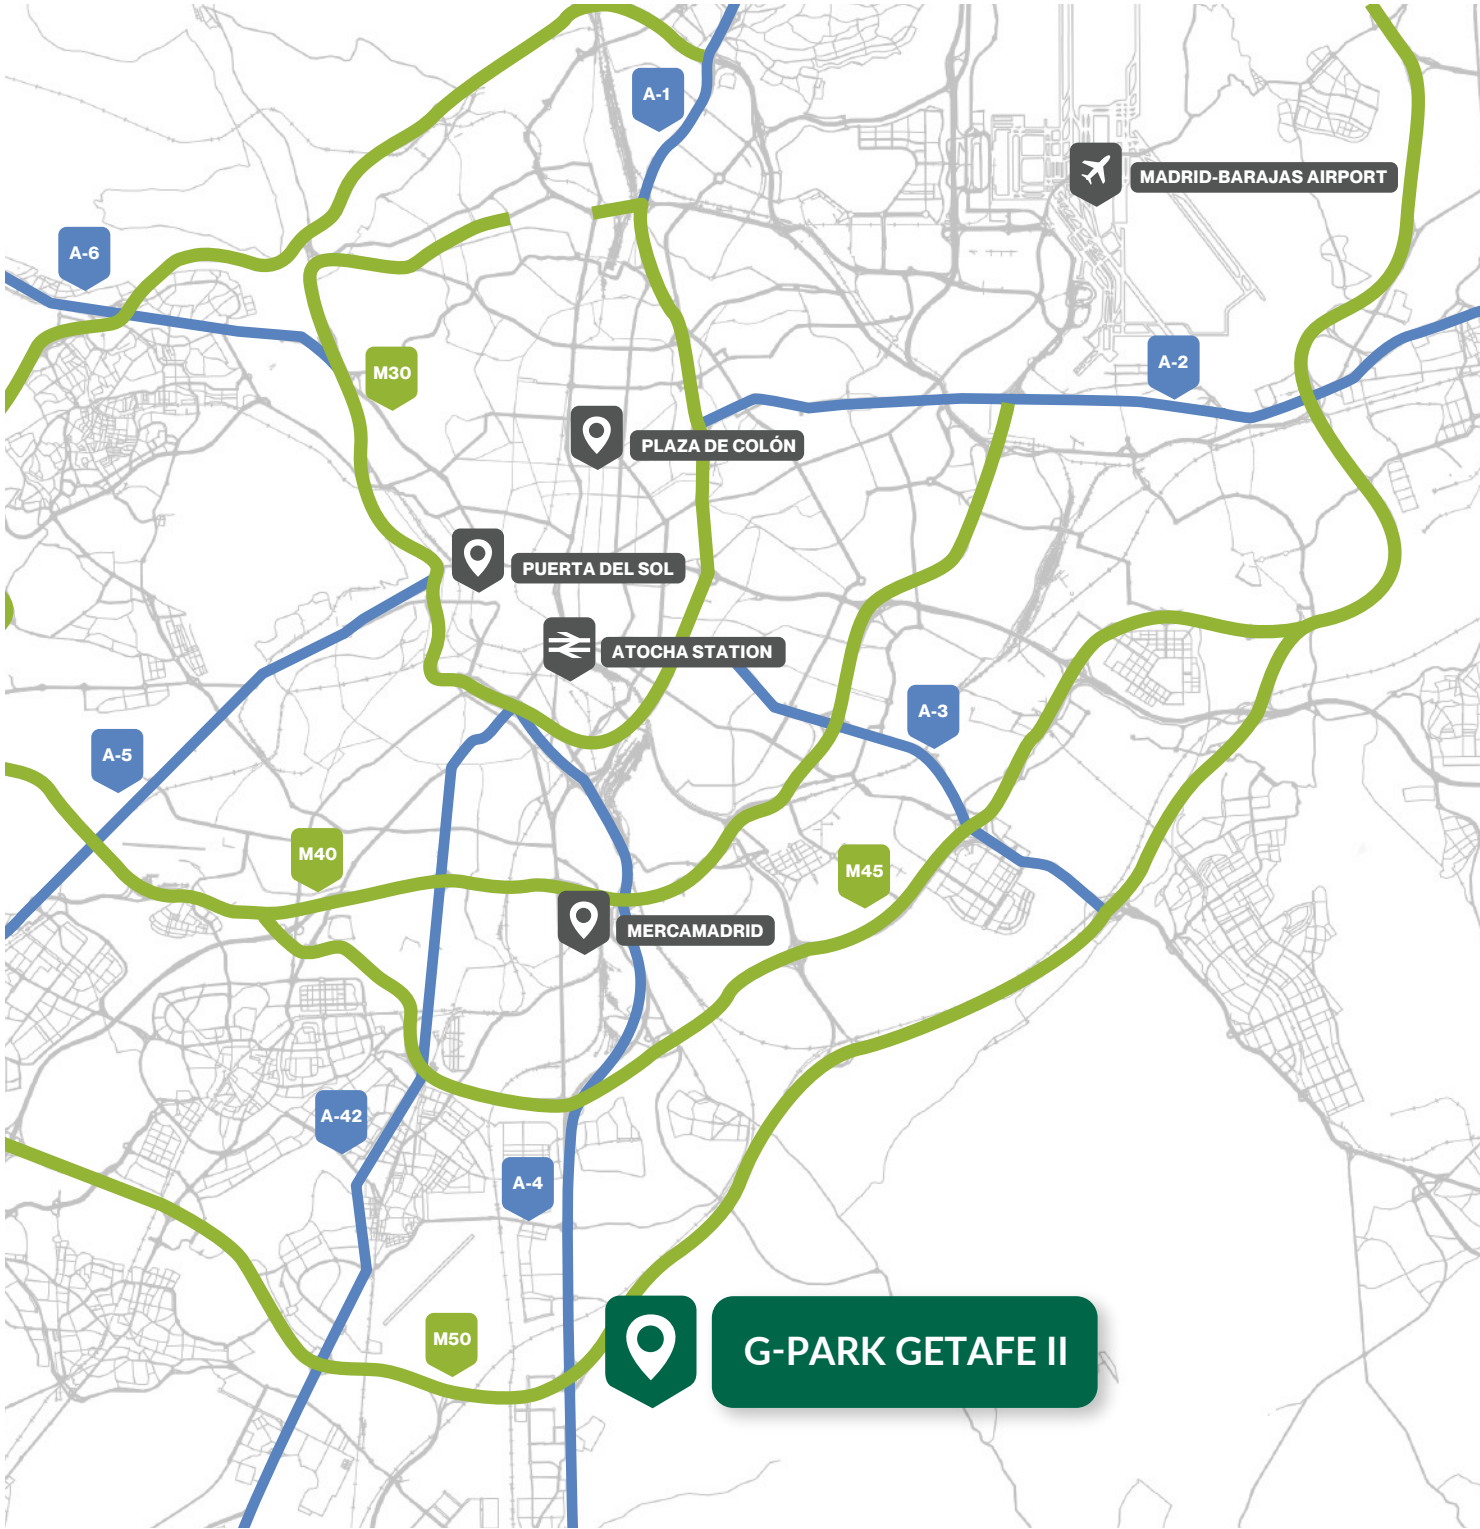 A-1
MADRID-BARAJAS AIRPORT
A-6
A-2
M30
PLAZA DE COLÓN
PUERTA DEL SOL
ATOCHA STATION
A-3
A-5
M40
M45
MERCAMADRID
A-42
A-4
M50
G-PARK GETAFE II